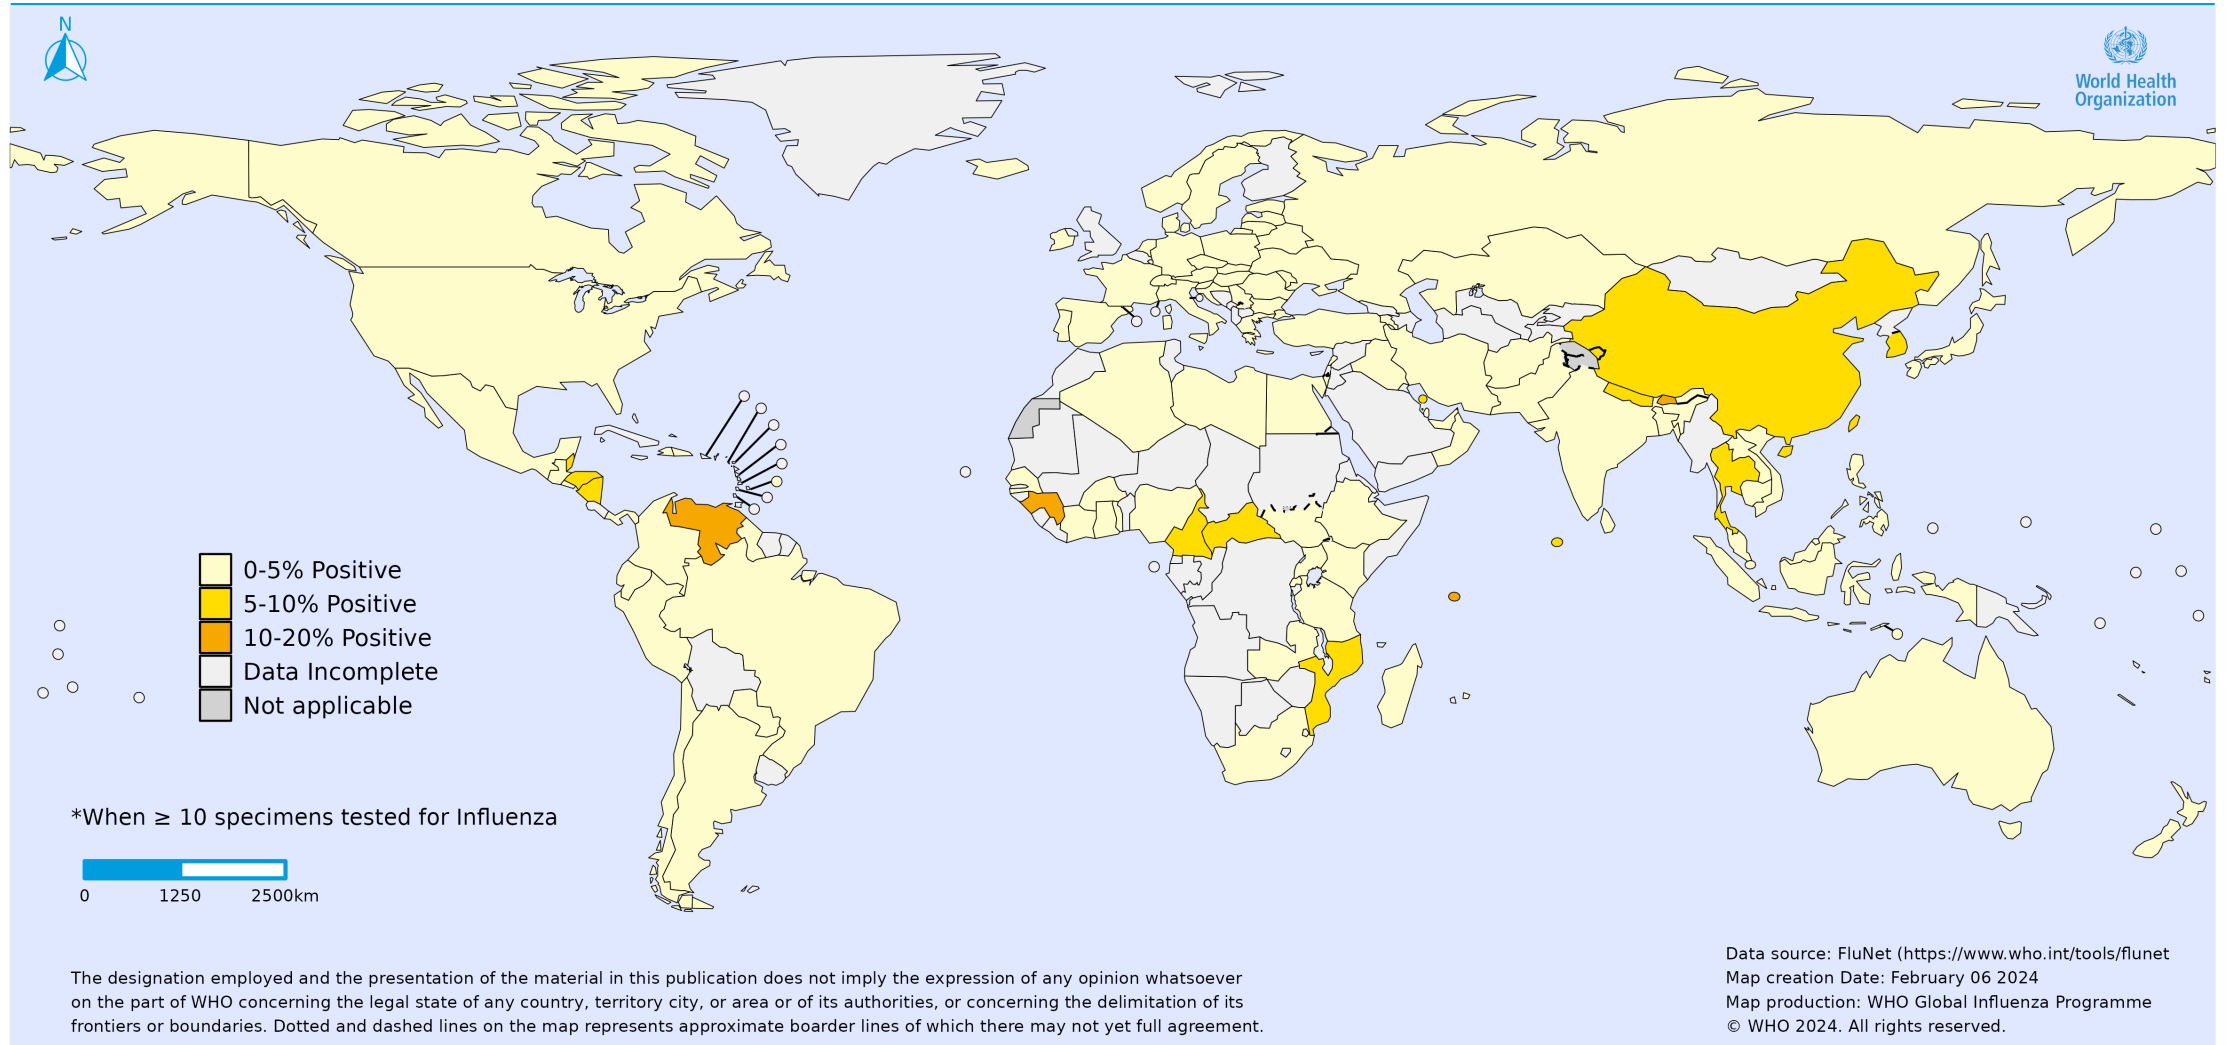 N
World Health
Organization
0-5% Positive
5-10% Positive
10-20% Positive
Data Incomplete
Not applicable
*When ≥ 10 specimens tested for Influenza
0 1250 2500km
The designation employed and the presentation of the material in this publication does not imply the expression of any opinion whatsoever
on the part of WHO concerning the legal state of any country, territory city, or area or of its authorities, or concerning the delimitation of its
frontiers or boundaries. Dotted and dashed lines on the map represents approximate boarder lines of which there may not yet full agreement.
Data source: FluNet (https://www.who.int/tools/flunet
Map creation Date: February 06 2024
Map production: WHO Global Influenza Programme
© WHO 2024. All rights reserved.